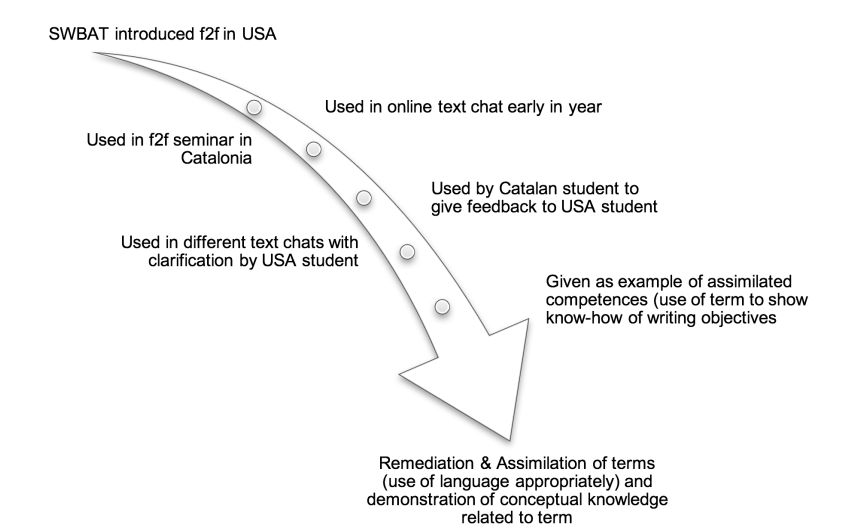 SWBAT introduced f2f in USA
Used in online text chat early in year
Used in f2f seminar in
Catalonia
Used by Catalan student to
give feedback to USA student
Used in different text chats with
clarification by USA student
Given as example of assimilated
competences (use of term to show
know-how of writing objectives
Remediation & Assimilation of terms
(use of language appropriately) and
demonstration of conceptual knowledge
related to term